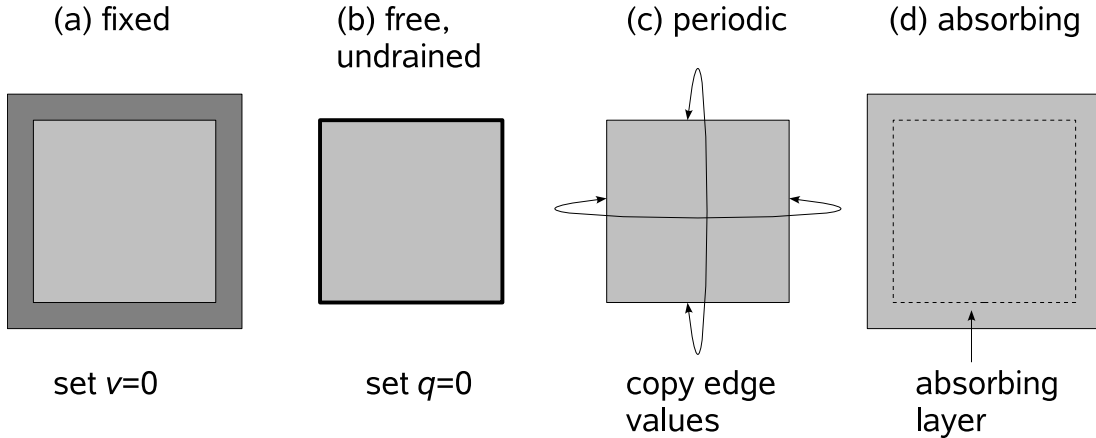 (a) fixed
(b) free,
undrained
(c) periodic
(d) absorbing
set v=0
set q=0
copy edge
values
absorbing
layer